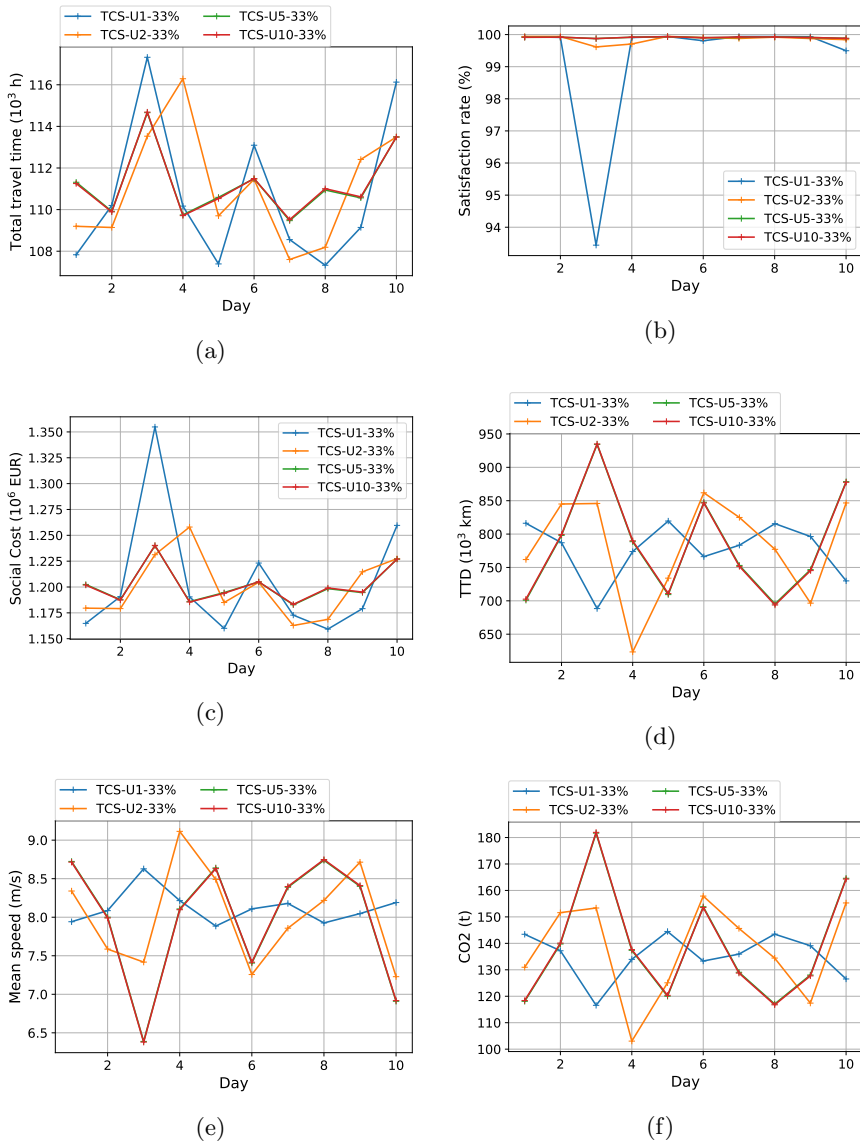 TCS-U1-33% TCS-U5-33%
TCS-U2-33% TCS-U10-33%
Total travel time (10³ h)
116
114
112
110
108
2 4 6 8 10
Day
(a)
Satisfaction rate (%)
100
99
98
97
96
95
94
TCS-U1-33%
TCS-U2-33%
TCS-U5-33%
TCS-U10-33%
2 4 6 8 10
Day
(b)
Social Cost (10⁶ EUR)
1.350
1.325
1.300
1.275
1.250
1.225
1.200
1.175
1.150
TCS-U1-33%
TCS-U2-33%
TCS-U5-33%
TCS-U10-33%
2 4 6 8 10
Day
(c)
TCS-U1-33% TCS-U5-33%
TCS-U2-33% TCS-U10-33%
TTD (10³ km)
950
900
850
800
750
700
650
2 4 6 8 10
Day
(d)
TCS-U1-33% TCS-U5-33%
TCS-U2-33% TCS-U10-33%
Mean speed (m/s)
9.0
8.5
8.0
7.5
7.0
6.5
2 4 6 8 10
Day
(e)
TCS-U1-33% TCS-U5-33%
TCS-U2-33% TCS-U10-33%
CO2 (t)
180
170
160
150
140
130
120
110
100
2 4 6 8 10
Day
(f)